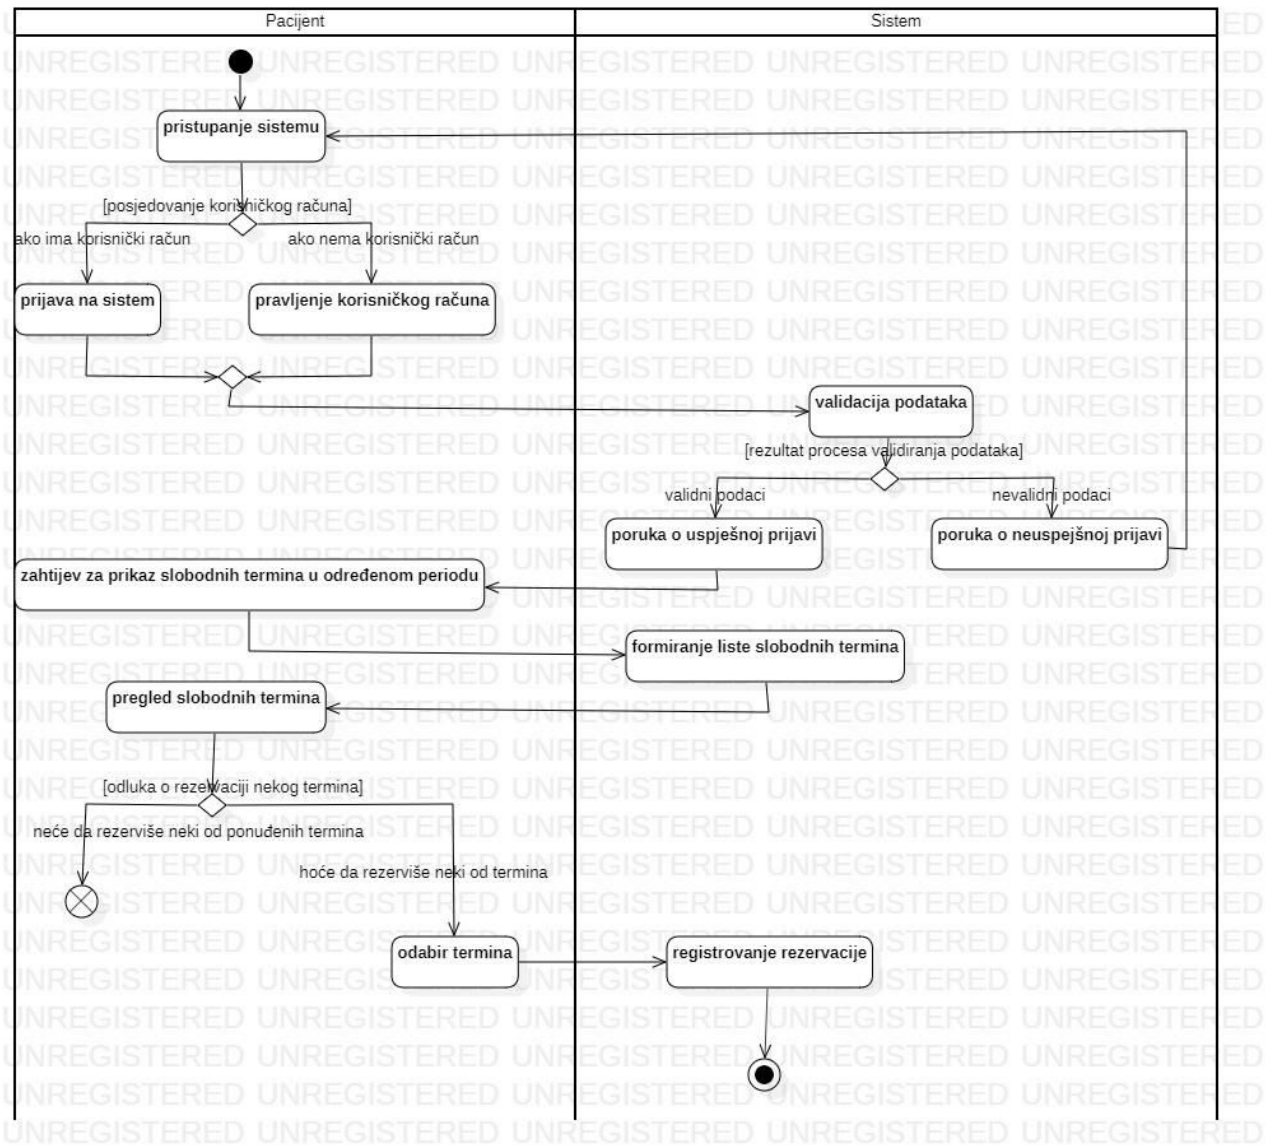 Pacijent
Sistem
pristupanje sistemu
[posjedovanje korisničkog računa]
ako ima korisnički račun
ako nema korisnički račun
prijava na sistem
pravljenje korisničkog računa
validacija podataka
[rezultat procesa validiranja podataka]
validni podaci
nevalidni podaci
poruka o uspješnoj prijavi
poruka o neuspejšnoj prijavi
zahtijev za prikaz slobodnih termina u određenom periodu
formiranje liste slobodnih termina
pregled slobodnih termina
[odluka o rezervaciji nekog termina]
neće da rezerviše neki od ponuđenih termina
hoće da rezerviše neki od termina
odabir termina
registrovanje rezervacije
UNREGISTERED